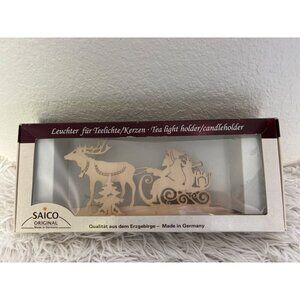 Leuchter für Teelichte/Kerzen · Tea light holder/candleholder
SAICO
ORIGINAL
Made in Germany
Qualität aus dem Erzgebirge – Made in Germany